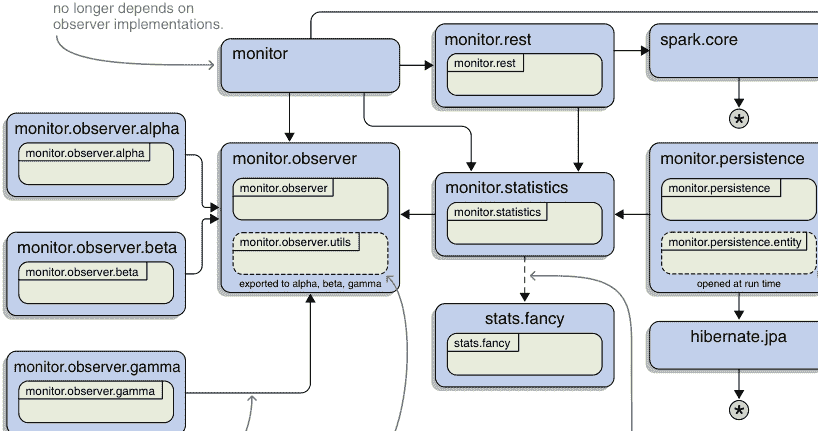 no longer depends on
observer implementations.
monitor
monitor.rest
monitor.rest
spark.core
*
monitor.observer.alpha
monitor.observer.alpha
monitor.observer
monitor.observer
monitor.observer.utils
exported to alpha, beta, gamma
monitor.statistics
monitor.statistics
monitor.persistence
monitor.persistence
monitor.persistence.entity
opened at run time
monitor.observer.beta
monitor.observer.beta
stats.fancy
stats.fancy
hibernate.jpa
*
monitor.observer.gamma
monitor.observer.gamma